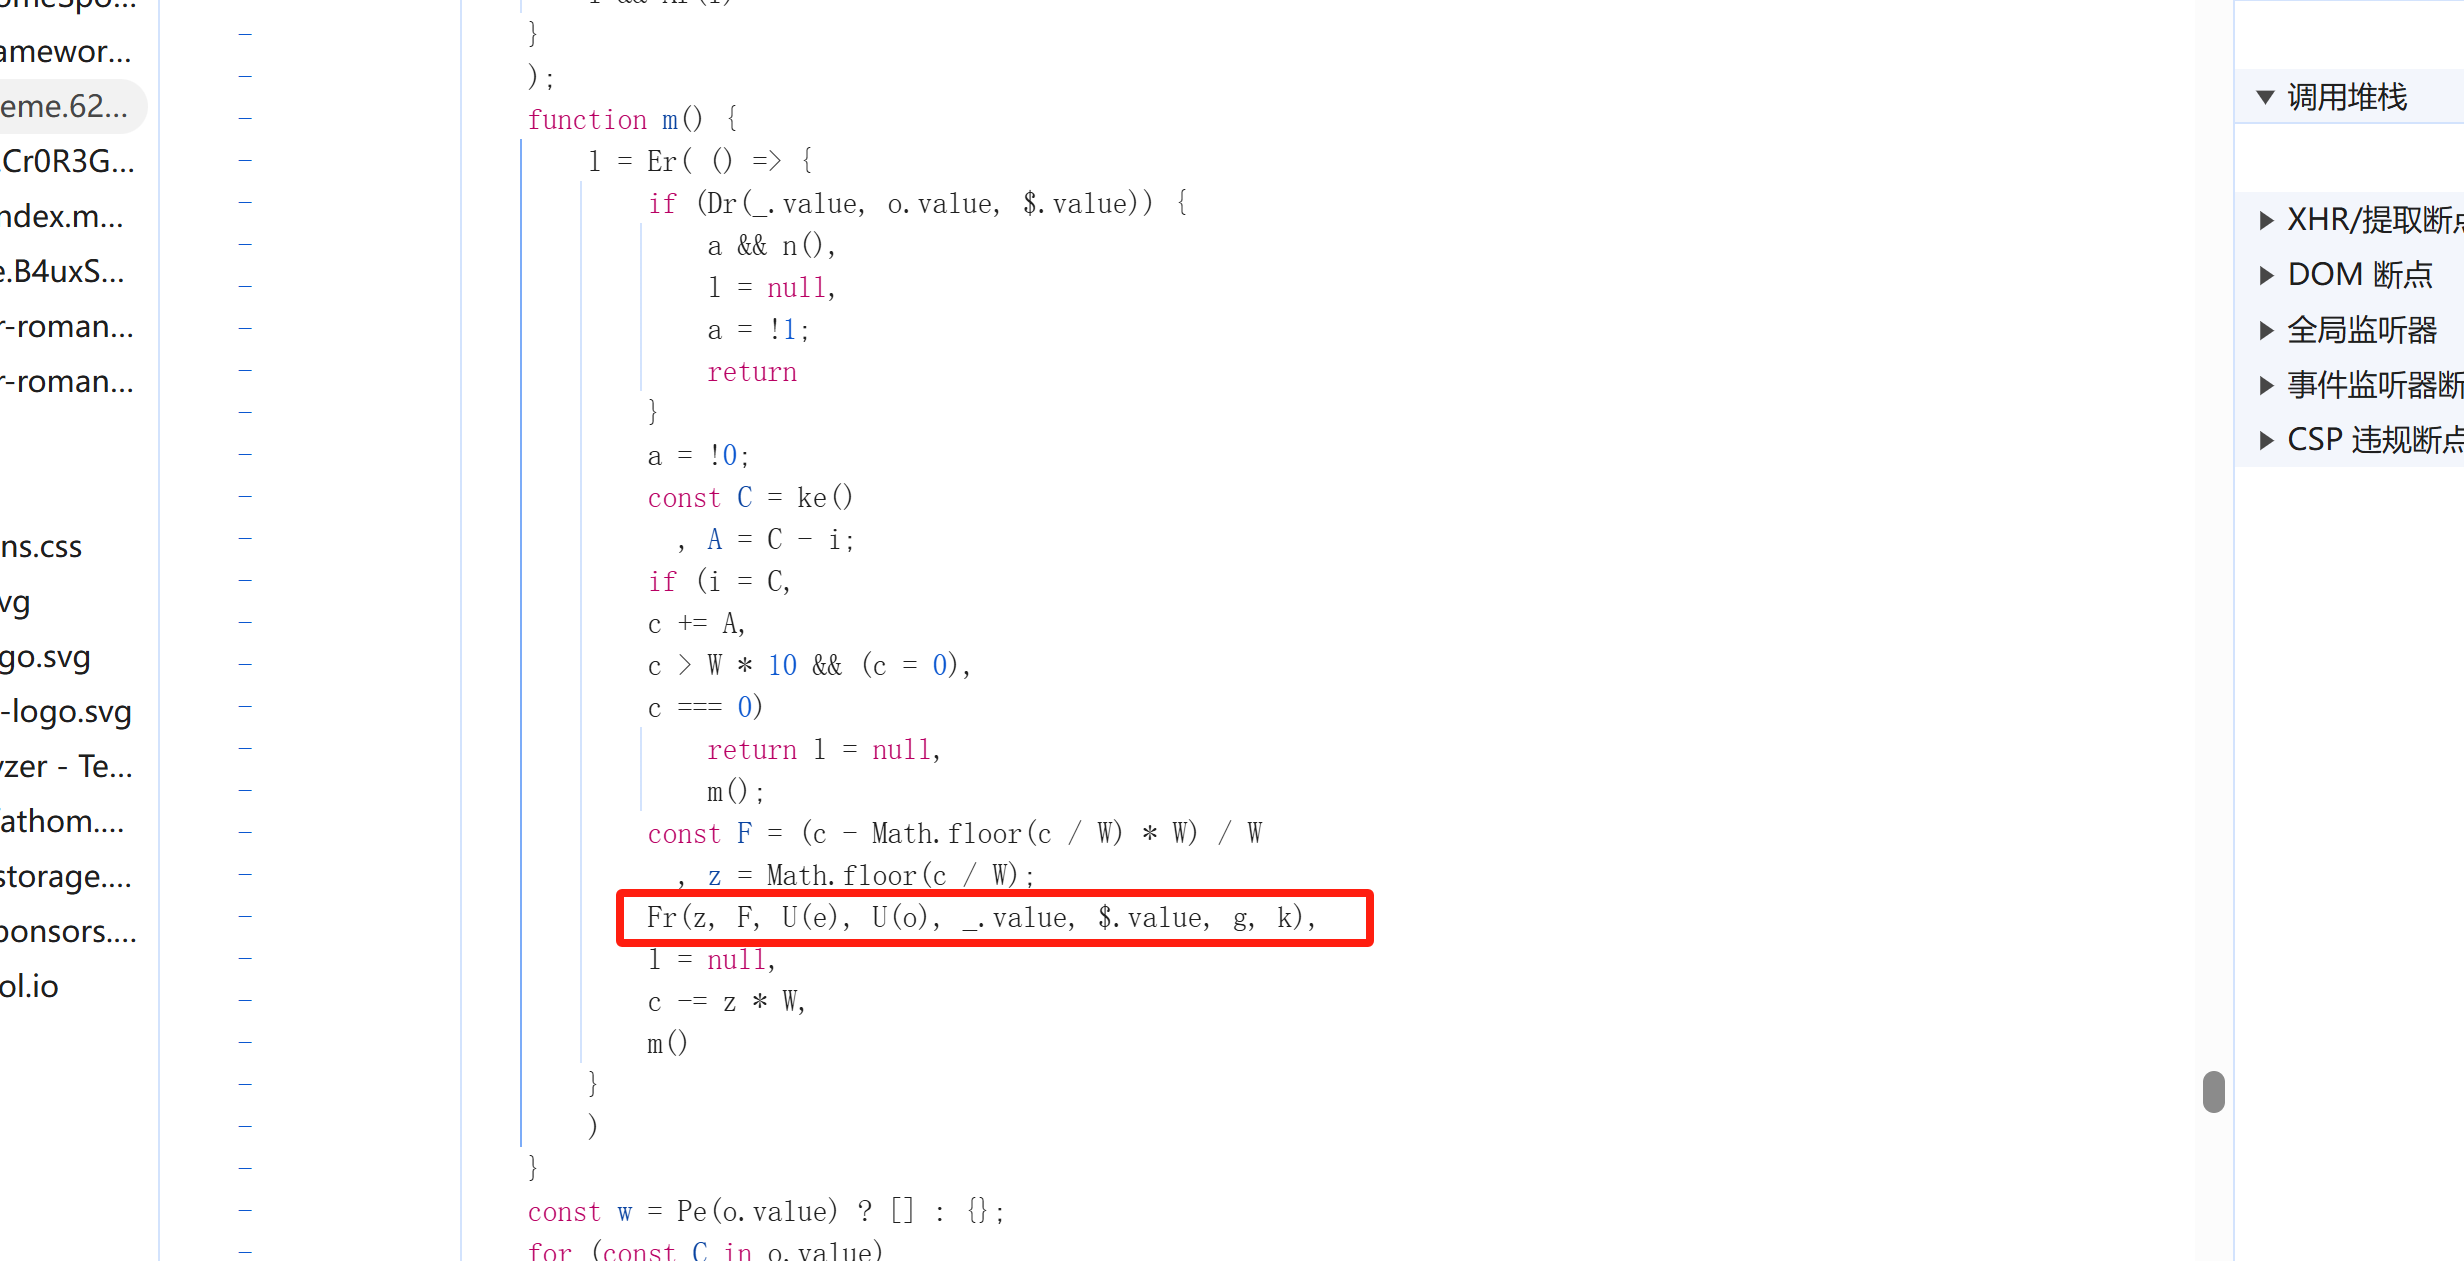 amewor...
eme.62...
Cr0R3G...
ndex.m...
e.B4uxS...
r-roman...
r-roman...
ns.css
vg
go.svg
-logo.svg
yzer - Te...
fathom....
storage....
ponsors....
ol.io
}
);
function m() {
l = Er( () => {
if (Dr(_.value, o.value, $.value)) {
a && n(),
l = null,
a = !1;
return
}
a = !0;
const C = ke()
, A = C - i;
if (i = C,
c += A,
c > W * 10 && (c = 0),
c === 0)
return l = null,
m();
const F = (c - Math.floor(c / W) * W) / W
, z = Math.floor(c / W);
Fr(z, F, U(e), U(o), _.value, $.value, g, k),
l = null,
c -= z * W,
m()
}
)
}
const w = Pe(o.value) ? [] : {};
for (const C in o.value)
调用堆栈
XHR/提取断点
DOM 断点
全局监听器
事件监听器断
CSP 违规断点